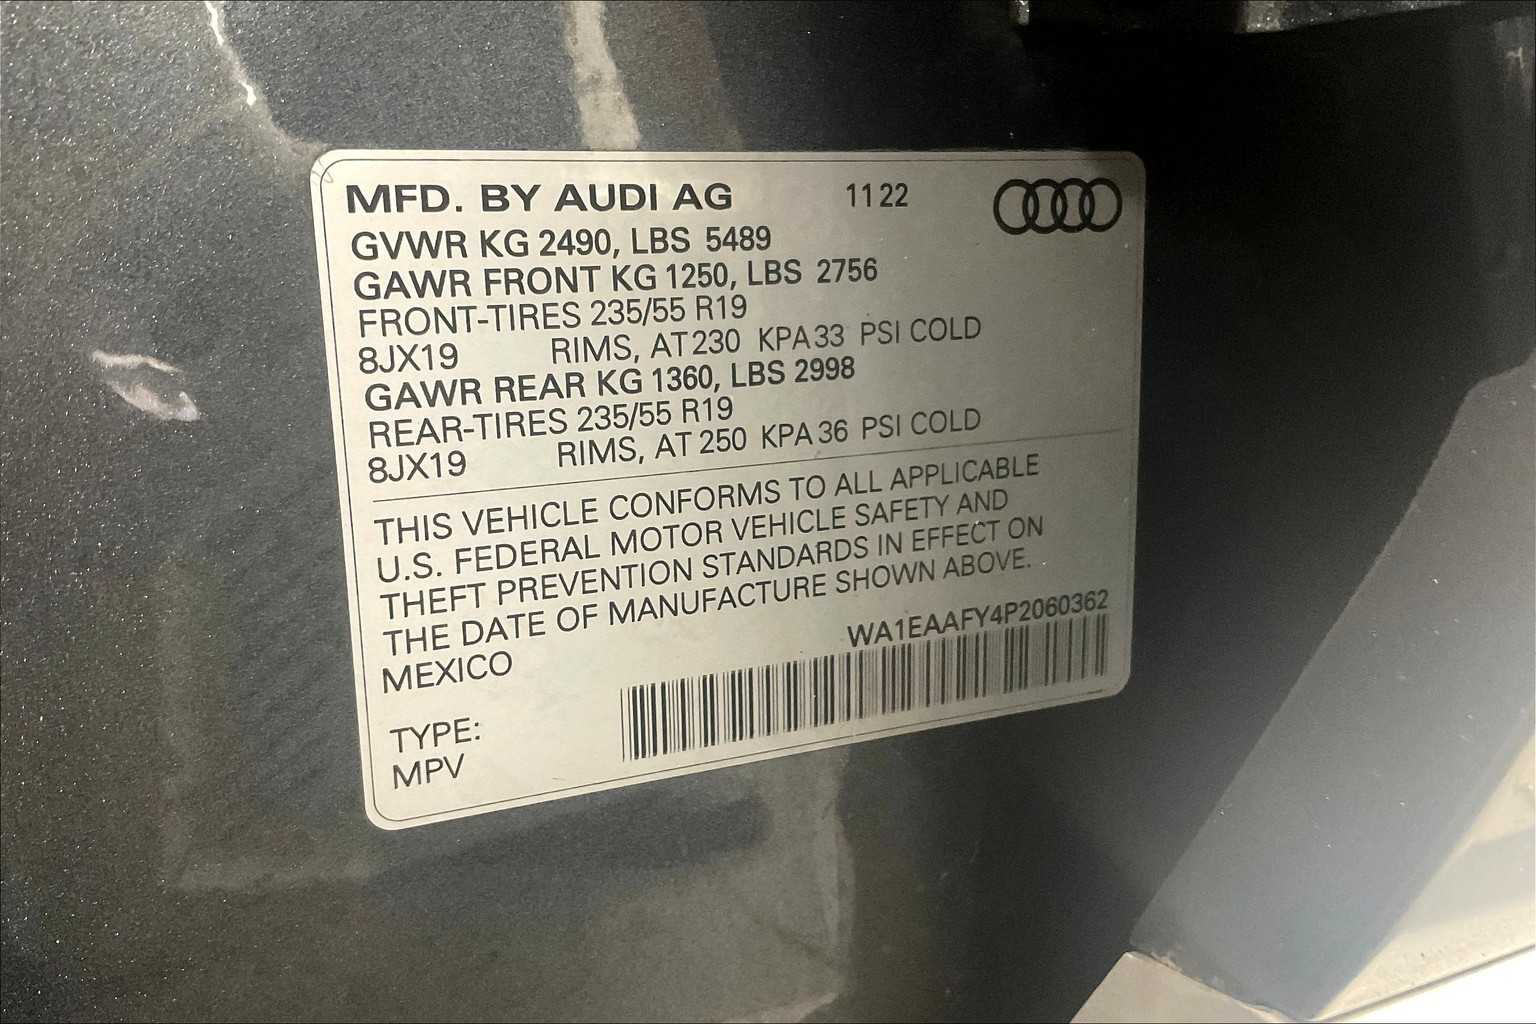 MFD. BY AUDI AG 11 22
GVWR KG 2490, LBS 5489
GAWR FRONT KG 1250, LBS 2756
FRONT-TIRES 235/55 R19
8JX19 RIMS, AT 230 KPA 33 PSI COLD
GAWR REAR KG 1360, LBS 2998
REAR-TIRES 235/55 R19
8JX19 RIMS, AT 250 KPA 36 PSI COLD
THIS VEHICLE CONFORMS TO ALL APPLICABLE
U.S. FEDERAL MOTOR VEHICLE SAFETY AND
THEFT PREVENTION STANDARDS IN EFFECT ON
THE DATE OF MANUFACTURE SHOWN ABOVE.
MEXICO WA1EAAFY4P2060362
TYPE:
MPV